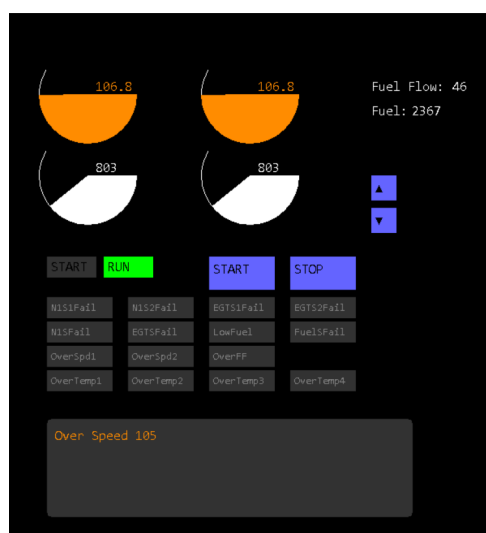 106.8 106.8 Fuel Flow: 46
Fuel: 2367
803 803
▲
▼
START RUN START STOP
N1S1Fail N1S2Fail EGTS1Fail EGTS2Fail
N1SFail EGTSFail LowFuel FuelSFail
OverSpd1 OverSpd2 OverFF
OverTemp1 OverTemp2 OverTemp3 OverTemp4
Over Speed 105